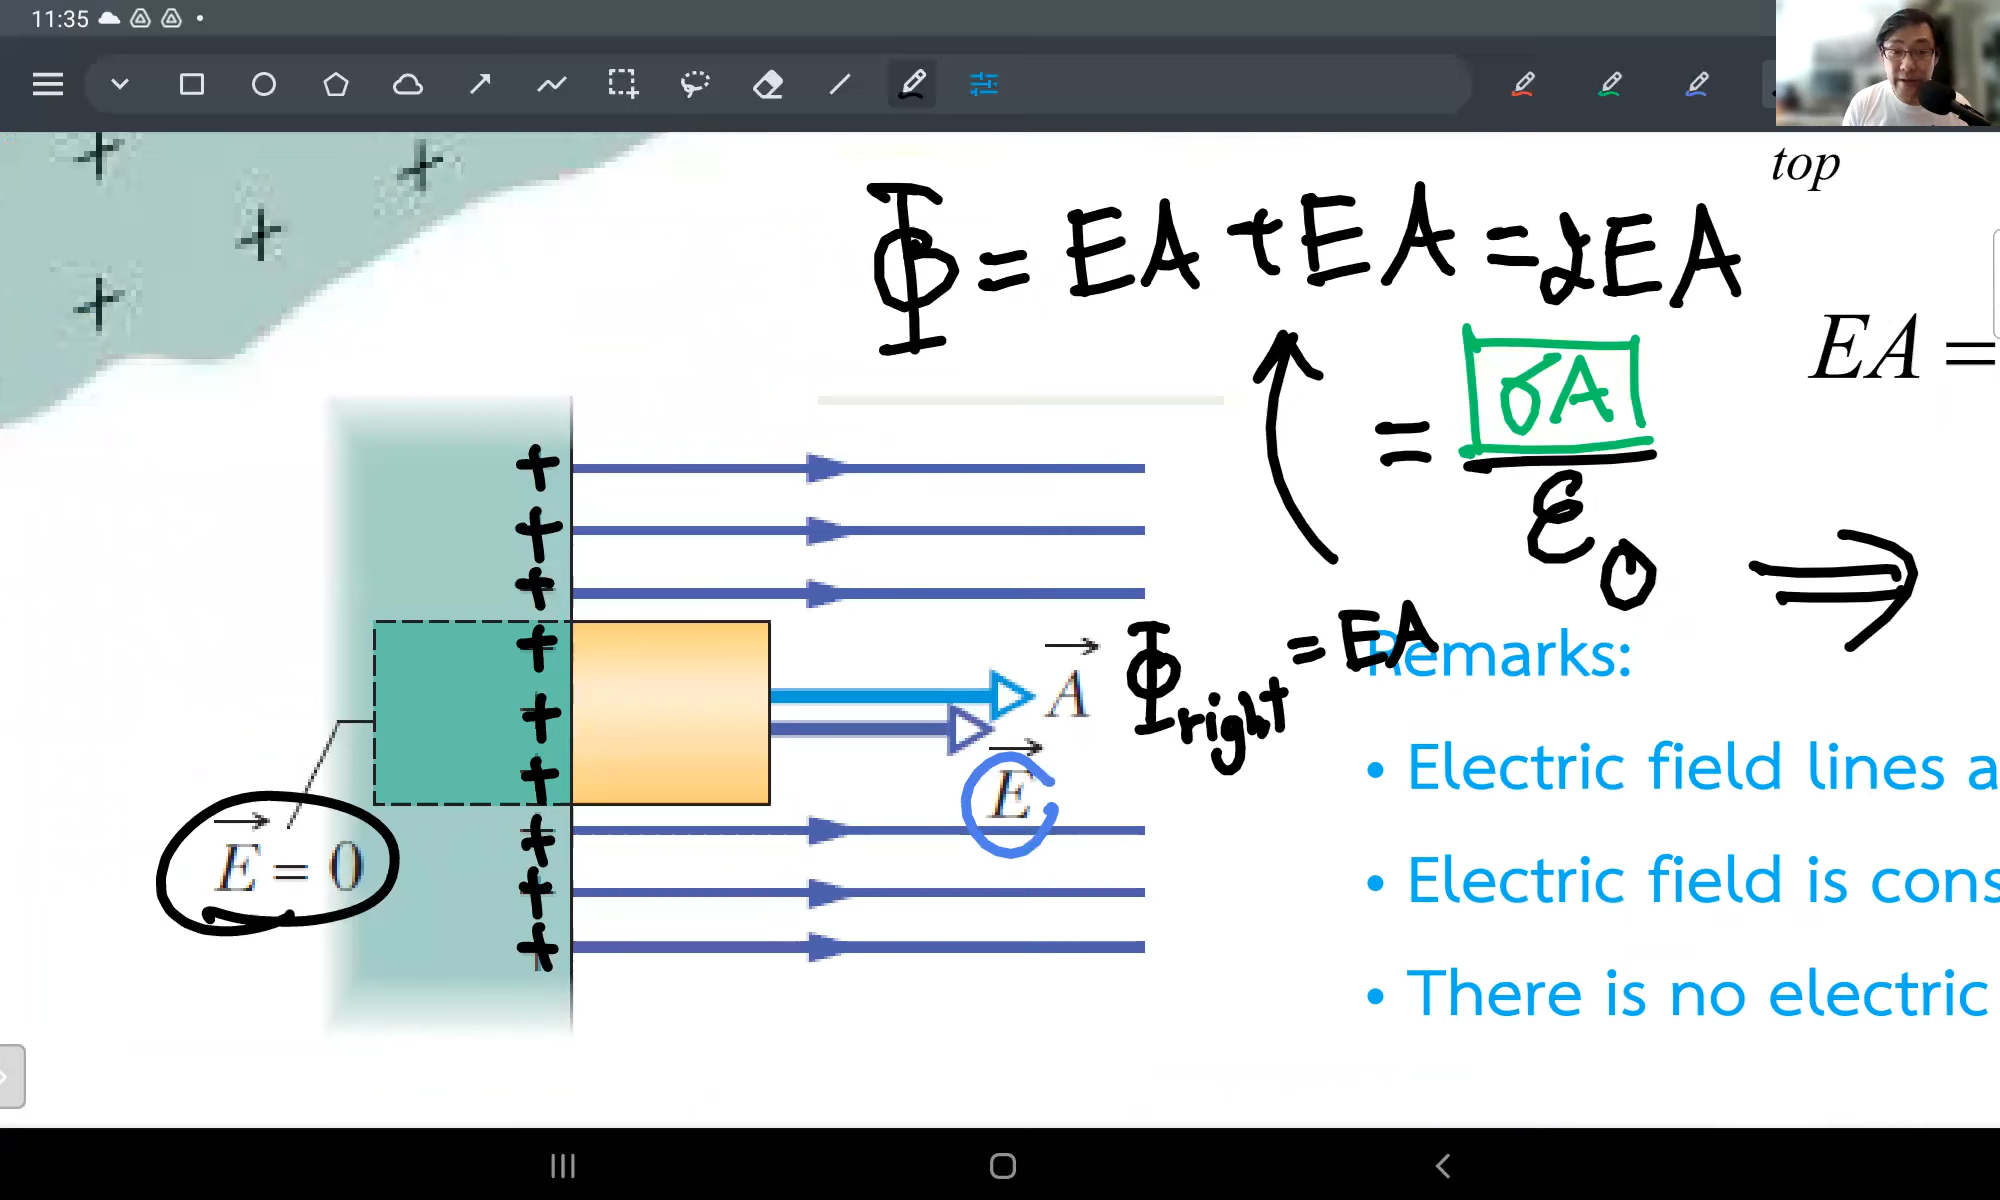 11:35
top
Φ = EA + EA = 2EA
EA =
= σA / ε0 ⇒
Φright = EA
Remarks:
A
E
E = 0
• Electric field lines a
• Electric field is cons
• There is no electric